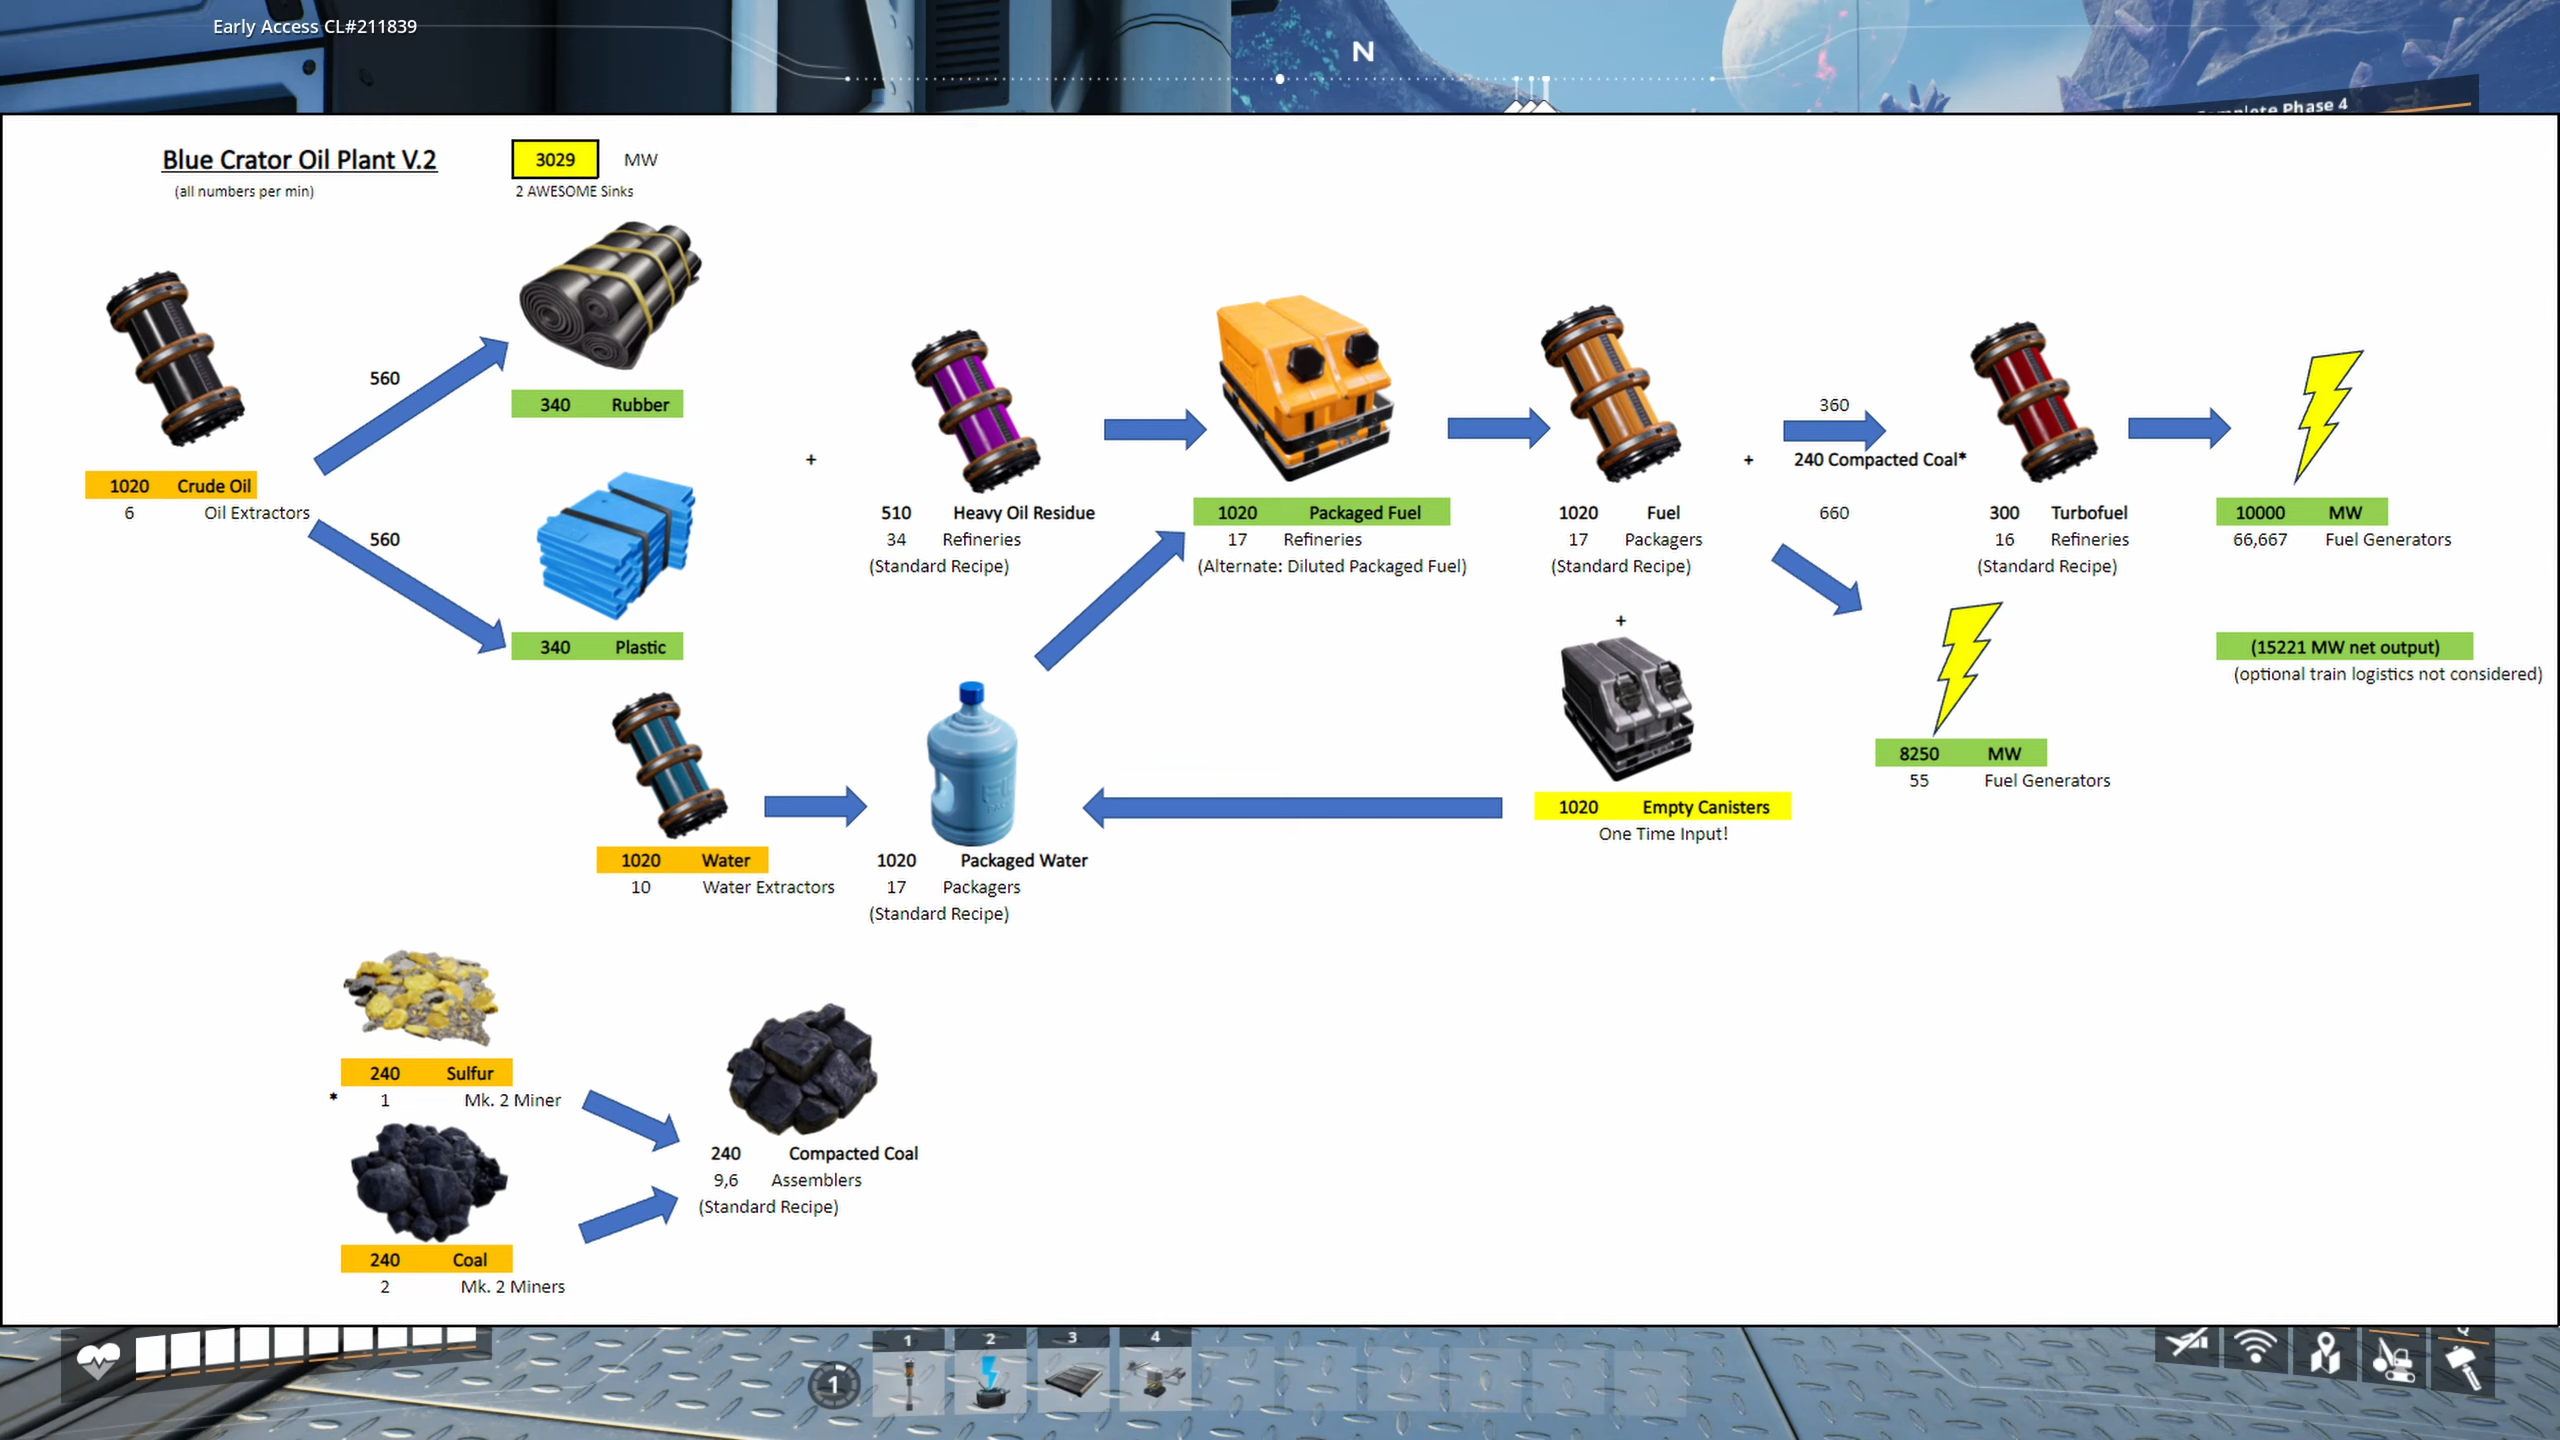 Early Access CL#211839
N
Complete Phase 4
Blue Crator Oil Plant V.2
(all numbers per min)
3029 MW
2 AWESOME Sinks
1020 Crude Oil
6 Oil Extractors
560
560
340 Rubber
340 Plastic
+
510 Heavy Oil Residue
34 Refineries
(Standard Recipe)
1020 Packaged Fuel
17 Refineries
(Alternate: Diluted Packaged Fuel)
1020 Fuel
17 Packagers
(Standard Recipe)
+
360
240 Compacted Coal*
660
300 Turbofuel
16 Refineries
(Standard Recipe)
10000 MW
66,667 Fuel Generators
(15221 MW net output)
(optional train logistics not considered)
8250 MW
55 Fuel Generators
+
1020 Empty Canisters
One Time Input!
1020 Water
10 Water Extractors
1020 Packaged Water
17 Packagers
(Standard Recipe)
240 Sulfur
* 1 Mk. 2 Miner
240 Coal
2 Mk. 2 Miners
240 Compacted Coal
9,6 Assemblers
(Standard Recipe)
1
1 2 3 4
Q